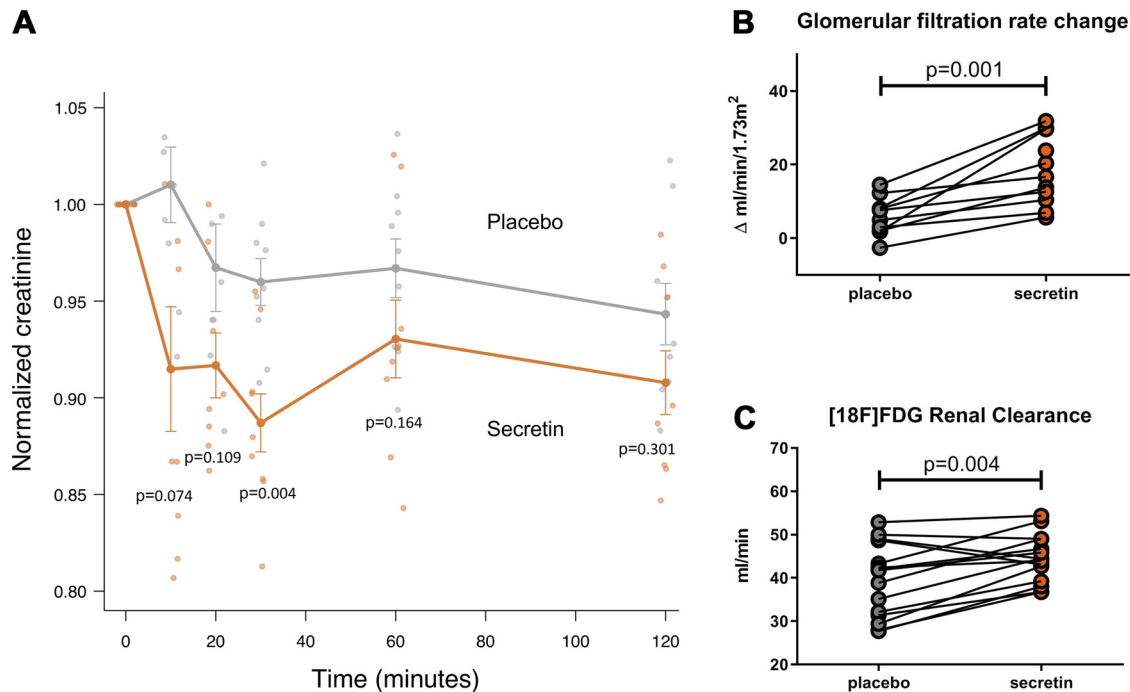 A
Normalized creatinine
1.05
1.00
0.95
0.90
0.85
0.80
Placebo
Secretin
p=0.074
p=0.109
p=0.004
p=0.164
p=0.301
0
20
40
60
80
100
120
Time (minutes)
B
Glomerular filtration rate change
p=0.001
Δ ml/min/1.73m²
40
20
0
placebo
secretin
C
[18F]FDG Renal Clearance
p=0.004
ml/min
70
60
50
40
30
20
placebo
secretin